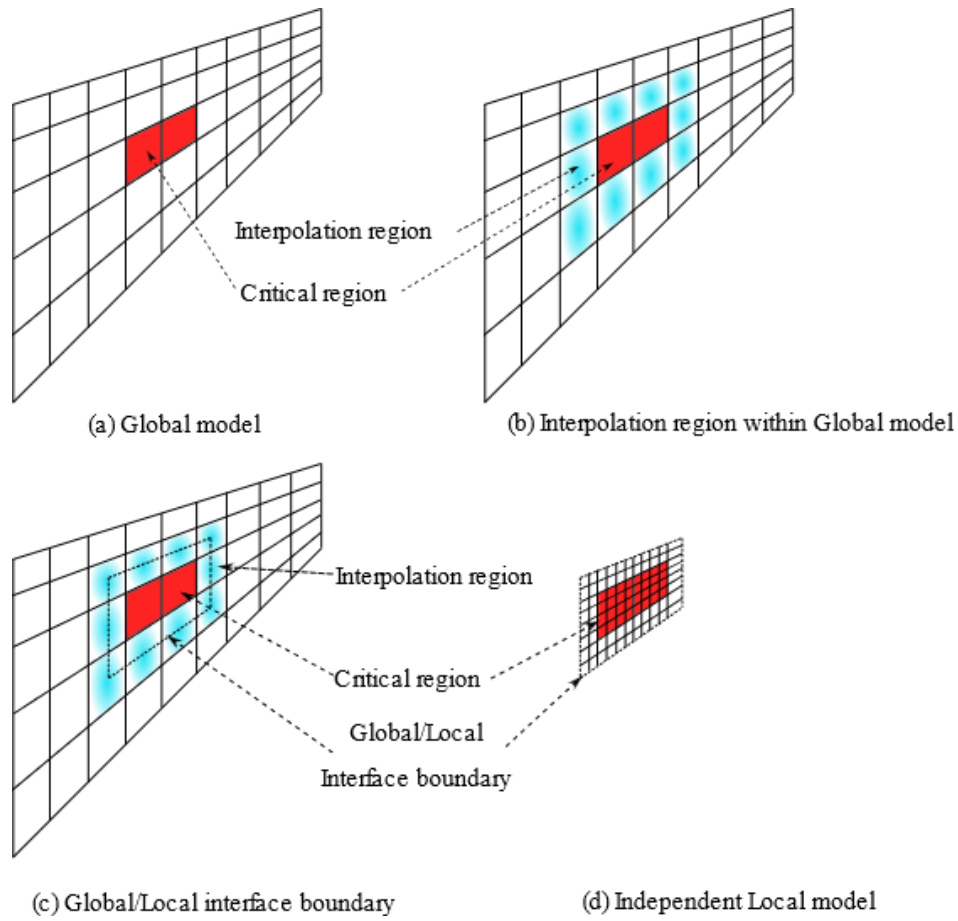 Interpolation region
Critical region
(a) Global model
(b) Interpolation region within Global model
Interpolation region
Critical region
Global/Local
Interface boundary
(c) Global/Local interface boundary
(d) Independent Local model